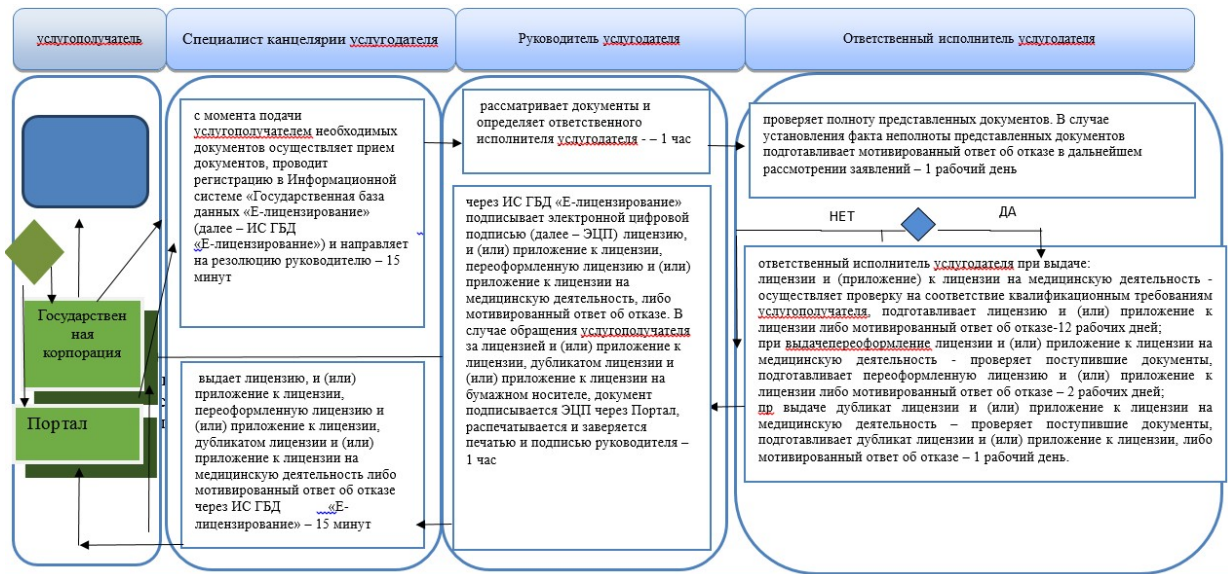 услугополучатель
Специалист канцелярии услугодателя
Руководитель услугодателя
Ответственный исполнитель услугодателя
Государствен
ная
корпорация
Портал
с момента подачи
услугополучателем необходимых
документов осуществляет прием
документов, проводит
регистрацию в Информационной
системе «Государственная база
данных «Е-лицензирование»
(далее – ИС ГБД
«Е-лицензирование») и направляет
на резолюцию руководителю – 15
минут
выдает лицензию, и (или)
приложение к лицензии,
переоформленную лицензию и
(или) приложение к лицензии,
дубликатом лицензии и (или)
приложение к лицензии на
медицинскую деятельность либо
мотивированный ответ об отказе
через ИС ГБД «Е-
лицензирование» – 15 минут
рассматривает документы и
определяет ответственного
исполнителя услугодателя - – 1 час
через ИС ГБД «Е-лицензирование»
подписывает электронной цифровой
подписью (далее – ЭЦП) лицензию,
и (или) приложение к лицензии,
переоформленную лицензию и (или)
приложение к лицензии на
медицинскую деятельность, либо
мотивированный ответ об отказе. В
случае обращения услугополучателя
за лицензией и (или) приложение к
лицензии, дубликатом лицензии и
(или) приложение к лицензии на
бумажном носителе, документ
подписывается ЭЦП через Портал,
распечатывается и заверяется
печатью и подписью руководителя –
1 час
проверяет полноту представленных документов. В случае
установления факта неполноты представленных документов
подготавливает мотивированный ответ об отказе в дальнейшем
рассмотрении заявлений – 1 рабочий день
НЕТ
ДА
ответственный исполнитель услугодателя при выдаче:
лицензии и (приложение) к лицензии на медицинскую деятельность -
осуществляет проверку на соответствие квалификационным требованиям
услугополучателя, подготавливает лицензию и (или) приложение к
лицензии либо мотивированный ответ об отказе-12 рабочих дней;
при выдачепереоформление лицензии и (или) приложение к лицензии на
медицинскую деятельность - проверяет поступившие документы,
подготавливает переоформленную лицензию и (или) приложение к
лицензии либо мотивированный ответ об отказе – 2 рабочих дней;
пр выдаче дубликат лицензии и (или) приложение к лицензии на
медицинскую деятельность – проверяет поступившие документы,
подготавливает дубликат лицензии и (или) приложение к лицензии, либо
мотивированный ответ об отказе – 1 рабочий день.